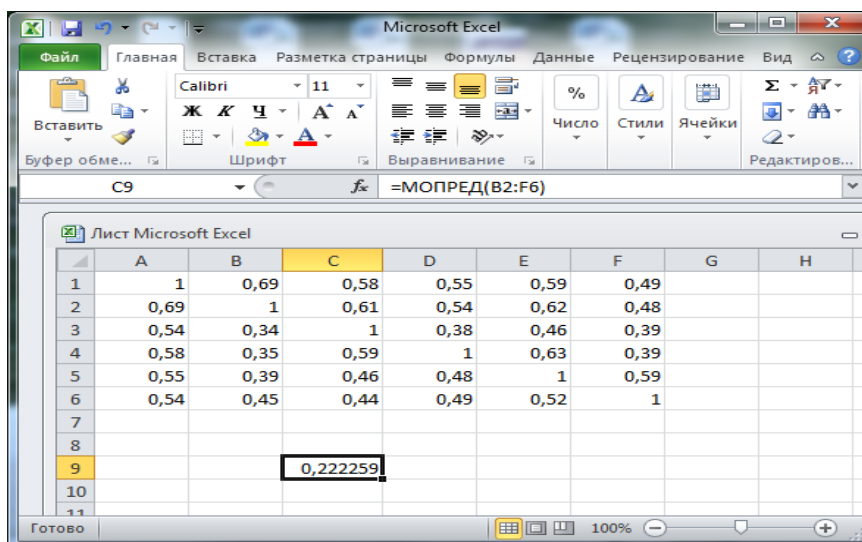 Microsoft Excel
Файл Главная Вставка Разметка страницы Формулы Данные Рецензирование Вид
Calibri 11 %
Ж К Ч А А А
Вставить Число Стили Ячейки
Буфер обме... Шрифт Выравнивание Редактиров...
C9 fx =МОПРЕД(B2:F6)
Лист Microsoft Excel
A B C D E F G H
1 1 0,69 0,58 0,55 0,59 0,49
2 0,69 1 0,61 0,54 0,62 0,48
3 0,54 0,34 1 0,38 0,46 0,39
4 0,58 0,35 0,59 1 0,63 0,39
5 0,55 0,39 0,46 0,48 1 0,59
6 0,54 0,45 0,44 0,49 0,52 1
7
8
9 0,222259
10
11
Готово 100%